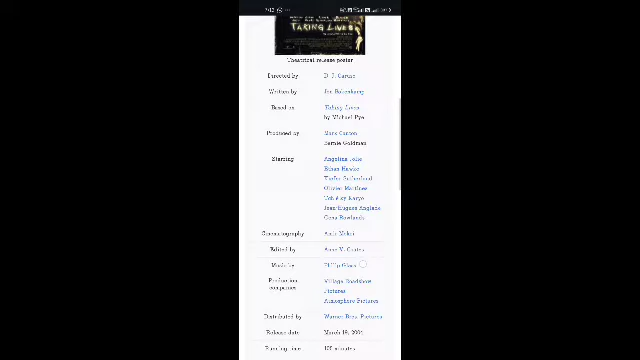 7:13
TAKING LIVES
Theatrical release poster
Directed by D. J. Caruso
Written by Jon Bokenkamp
Based on Taking Lives
by Michael Pye
Produced by Mark Canton
Bernie Goldman
Starring Angelina Jolie
Ethan Hawke
Kiefer Sutherland
Olivier Martinez
Tchéky Karyo
Jean-Hugues Anglade
Gena Rowlands
Cinematography Amir Mokri
Edited by Anne V. Coates
Music by Philip Glass
Production
companies
Village Roadshow
Pictures
Atmosphere Pictures
Distributed by Warner Bros. Pictures
Release date March 19, 2004
Running time
minutes